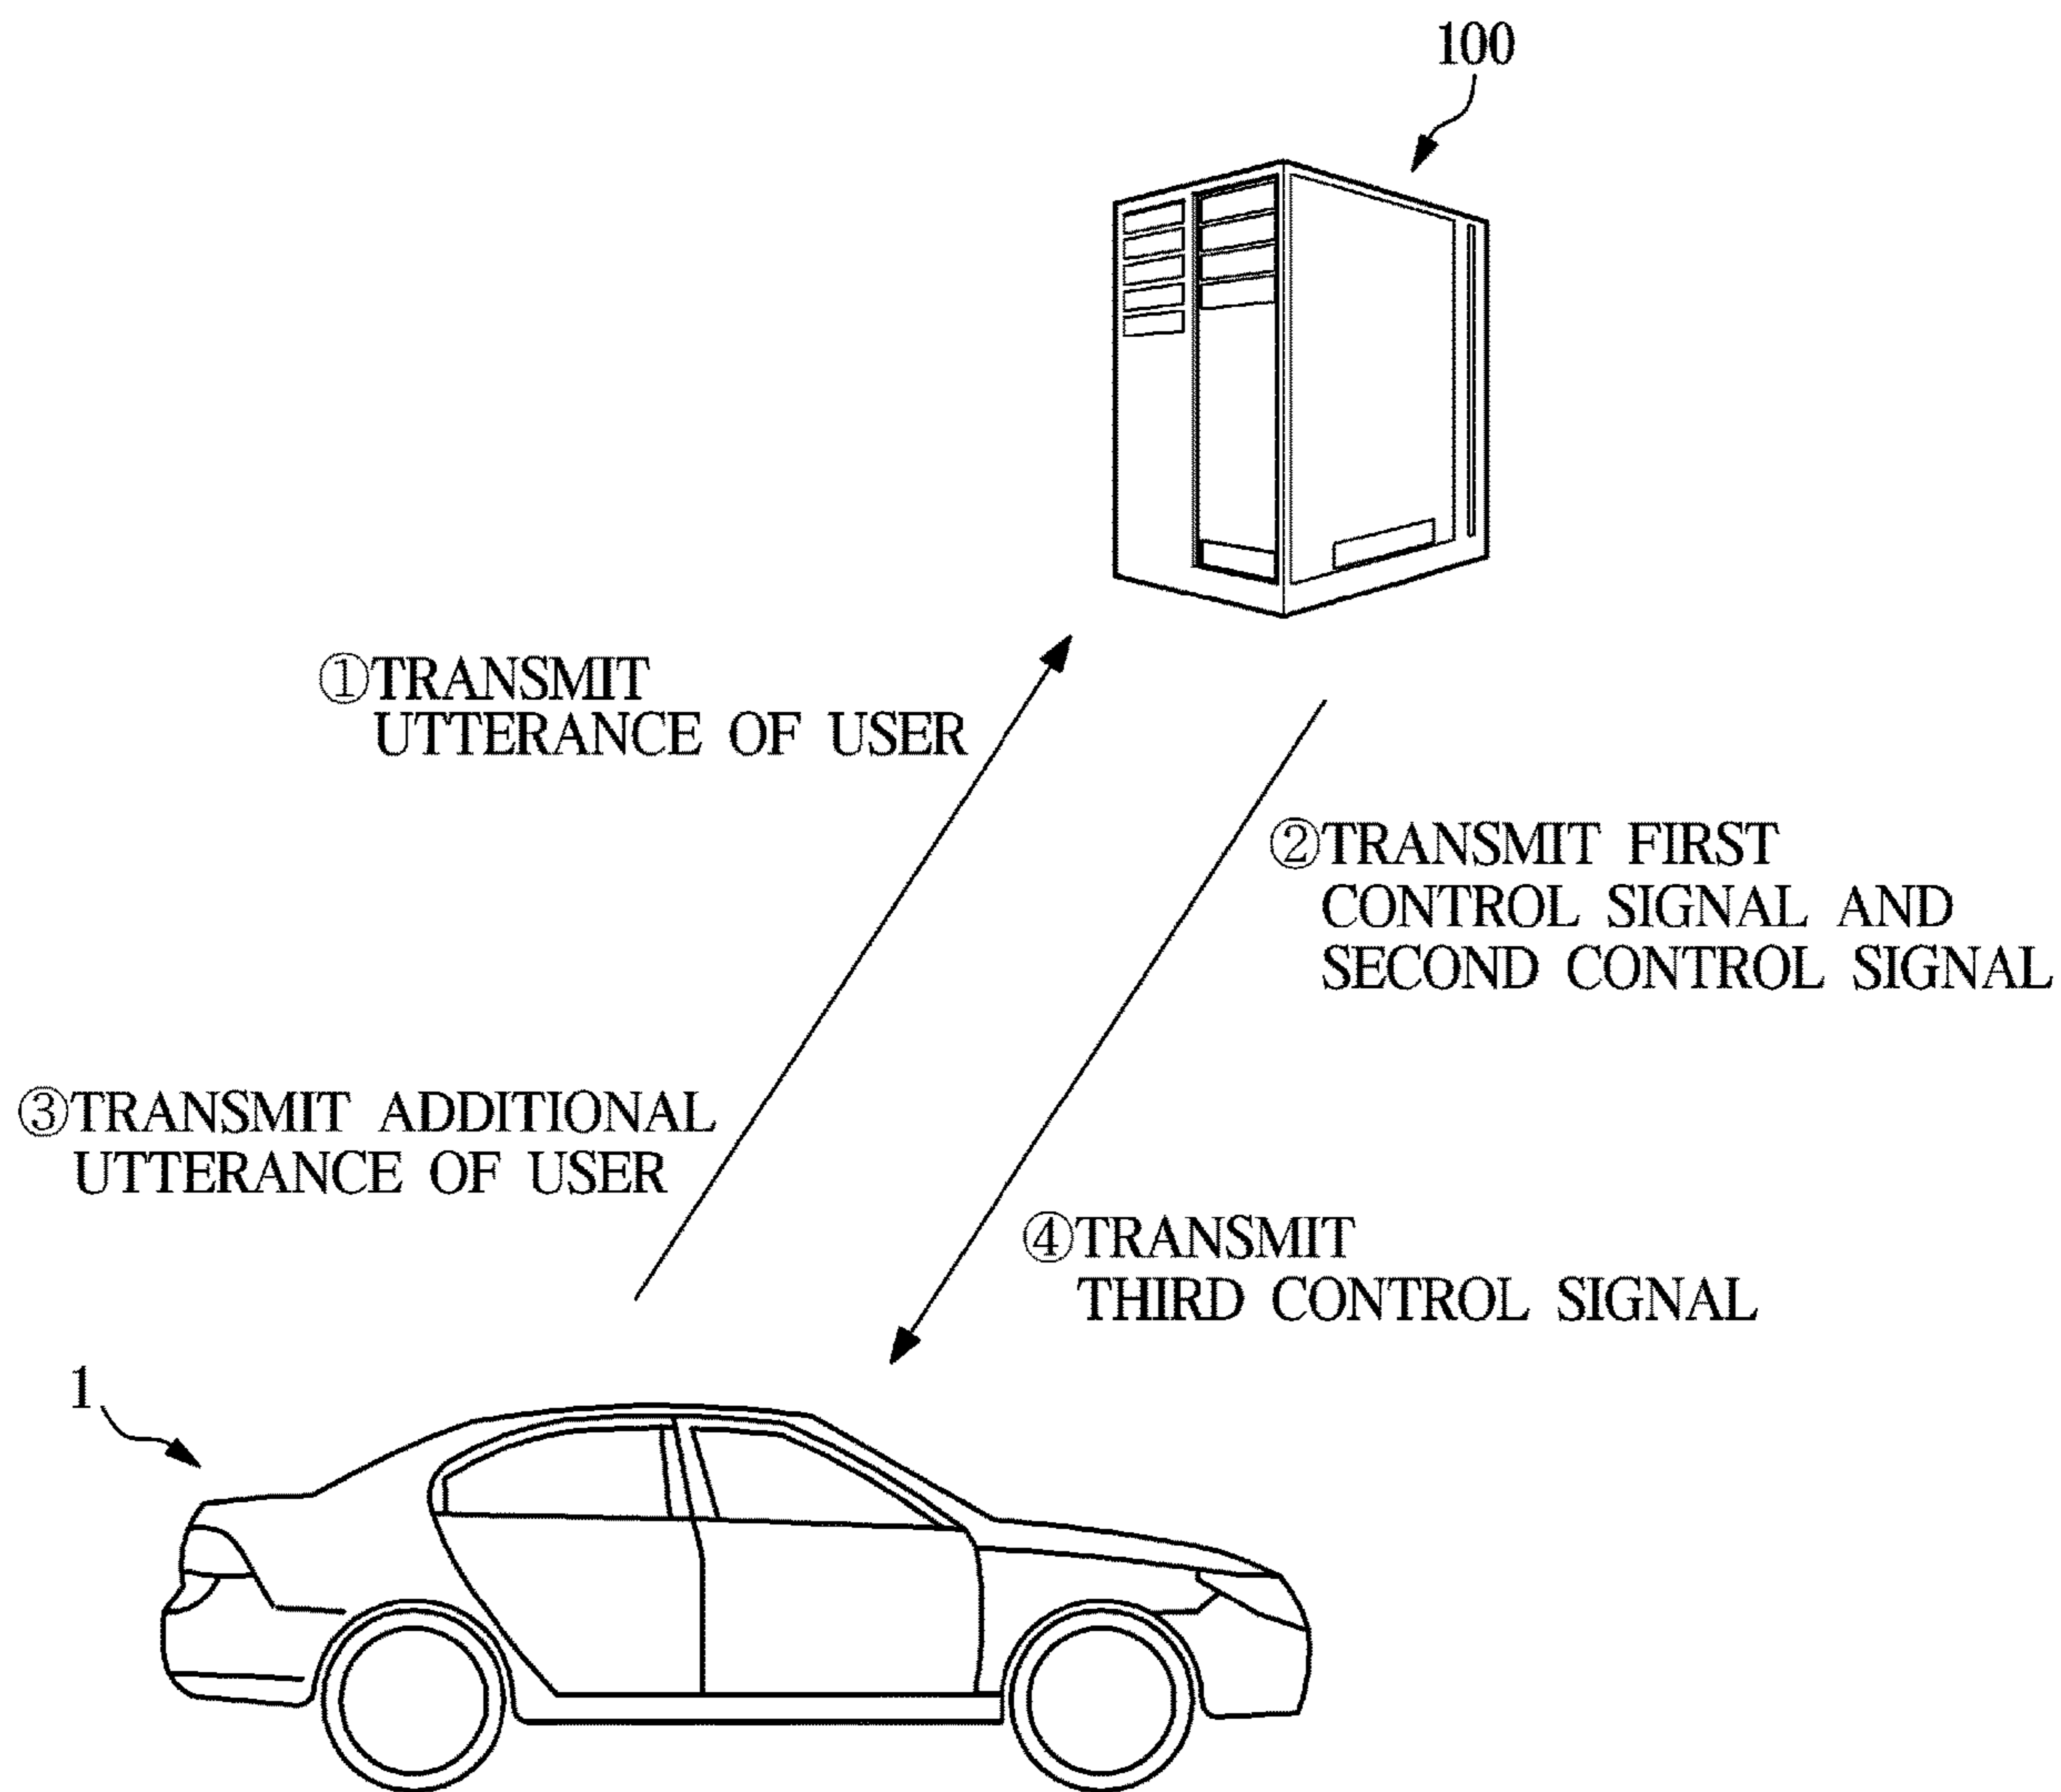 100
①TRANSMIT
UTTERANCE OF USER
②TRANSMIT FIRST
CONTROL SIGNAL AND
SECOND CONTROL SIGNAL
③TRANSMIT ADDITIONAL
UTTERANCE OF USER
④TRANSMIT
THIRD CONTROL SIGNAL
1